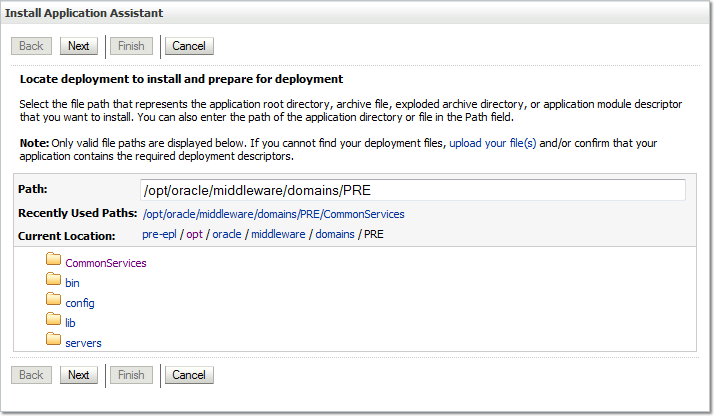 Install Application Assistant
Back Next Finish Cancel
Locate deployment to install and prepare for deployment
Select the file path that represents the application root directory, archive file, exploded archive directory, or application module descriptor
that you want to install. You can also enter the path of the application directory or file in the Path field.
Note: Only valid file paths are displayed below. If you cannot find your deployment files, upload your file(s) and/or confirm that your
application contains the required deployment descriptors.
Path: /opt/oracle/middleware/domains/PRE
Recently Used Paths: /opt/oracle/middleware/domains/PRE/CommonServices
Current Location: pre-epl / opt / oracle / middleware / domains / PRE
CommonServices
bin
config
lib
servers
Back Next Finish Cancel